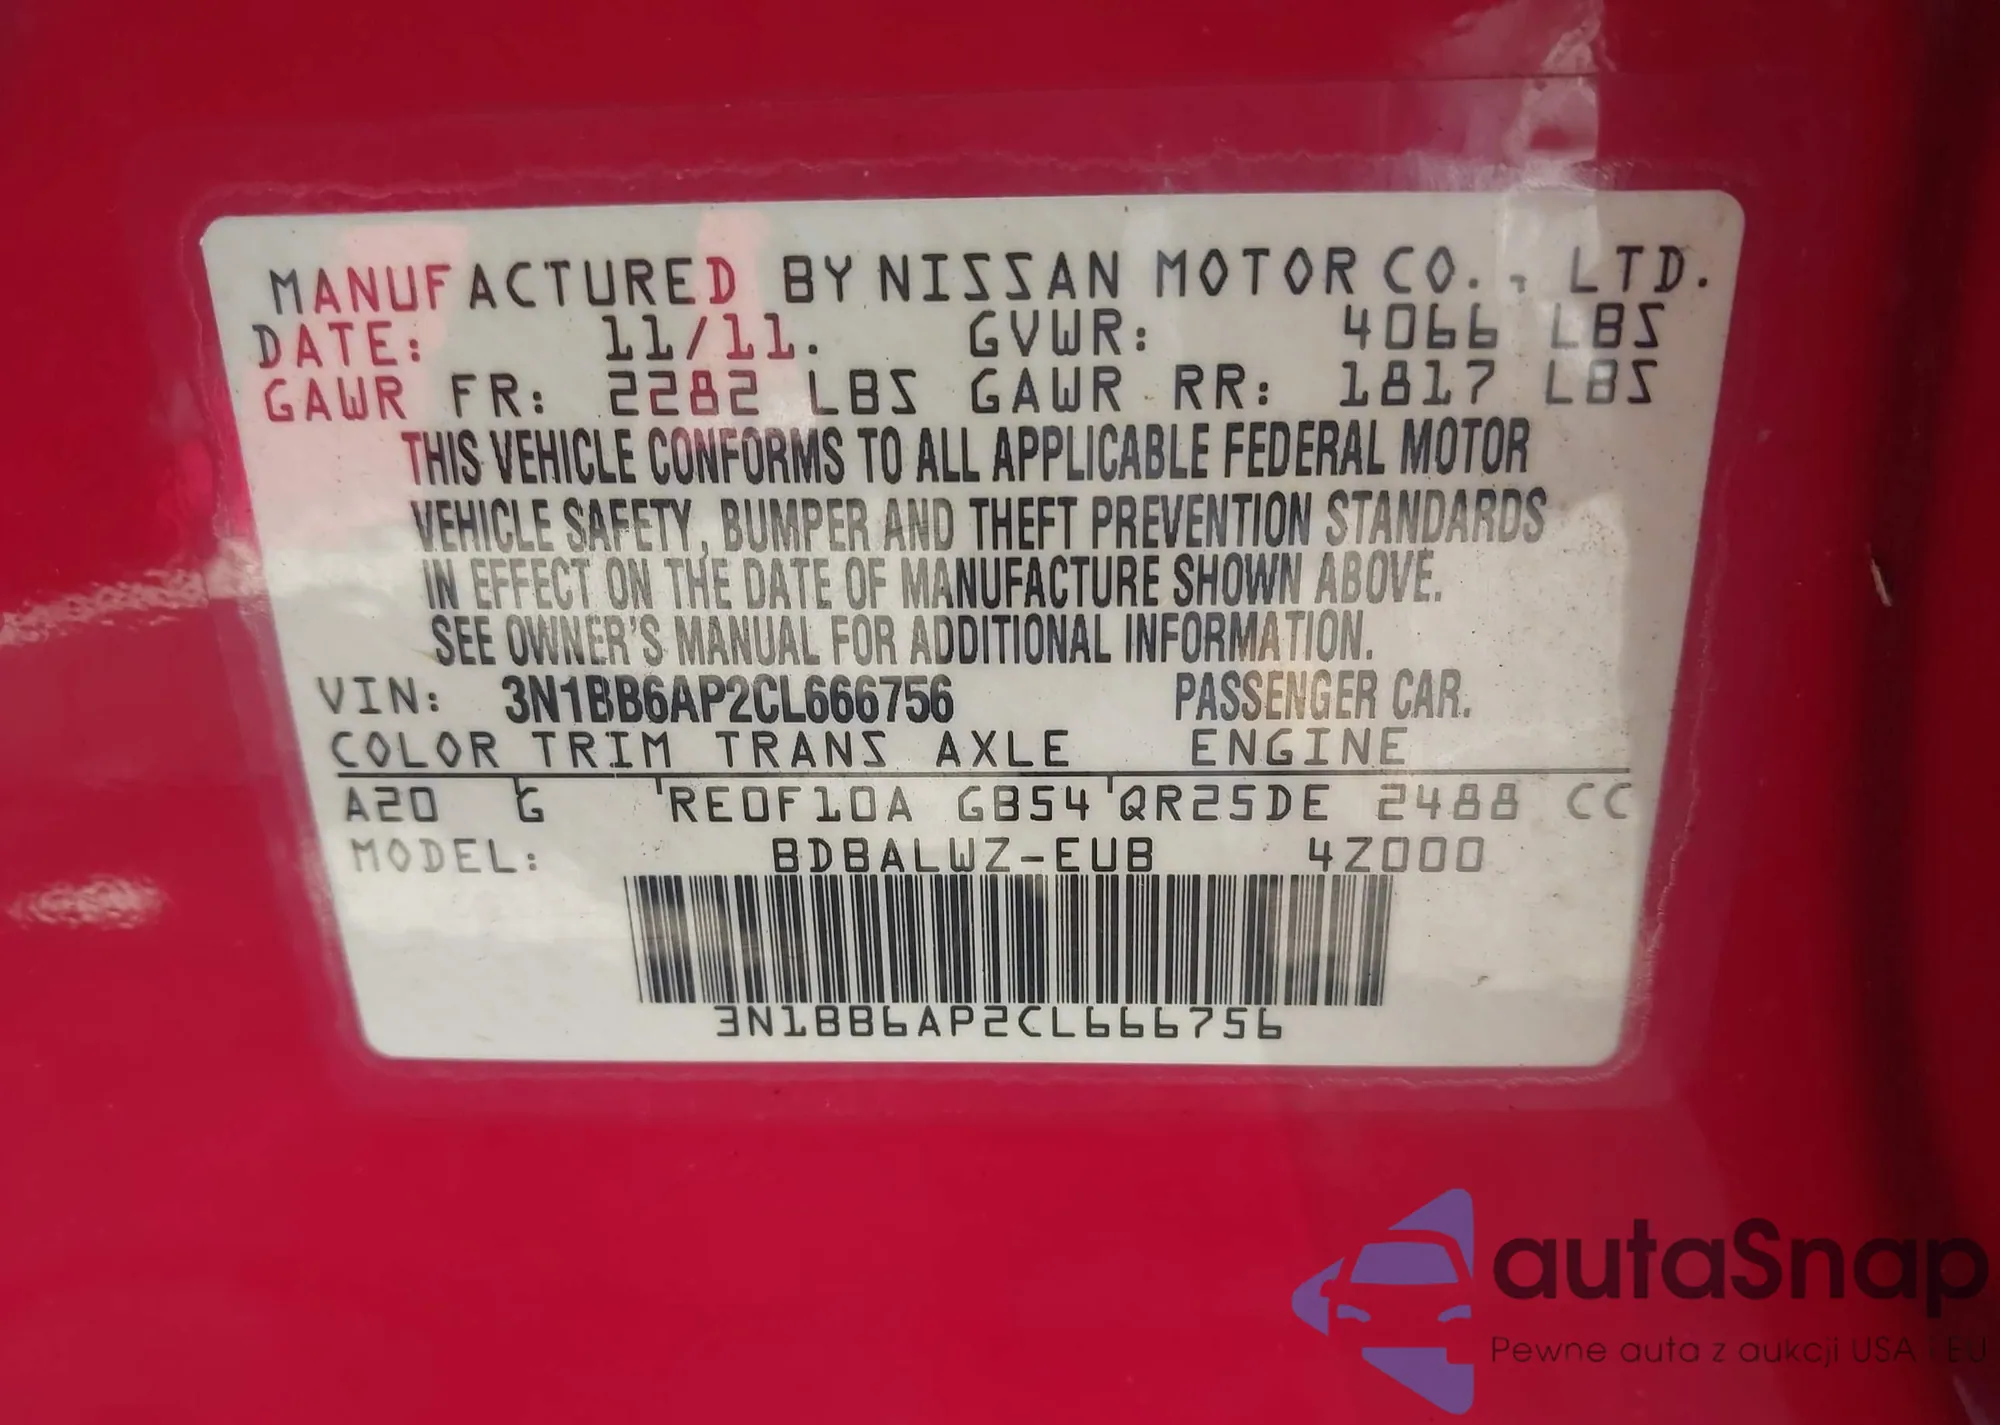 MANUFACTURED BY NISSAN MOTOR CO., LTD.
DATE: 11/11. GVWR: 4066 LBS
GAWR FR: 2282 LBS GAWR RR: 1817 LBS
THIS VEHICLE CONFORMS TO ALL APPLICABLE FEDERAL MOTOR
VEHICLE SAFETY, BUMPER AND THEFT PREVENTION STANDARDS
IN EFFECT ON THE DATE OF MANUFACTURE SHOWN ABOVE.
SEE OWNER'S MANUAL FOR ADDITIONAL INFORMATION.
VIN: 3N1BB6AP2CL666756 PASSENGER CAR.
COLOR TRIM TRANS AXLE ENGINE
A20 G RE0F10A GB54 QR25DE 2488 CC
MODEL: BDBALWZ-EUB 4Z000
3N1BB6AP2CL666756
autaSnap
Pewne auta z aukcji USA i EU